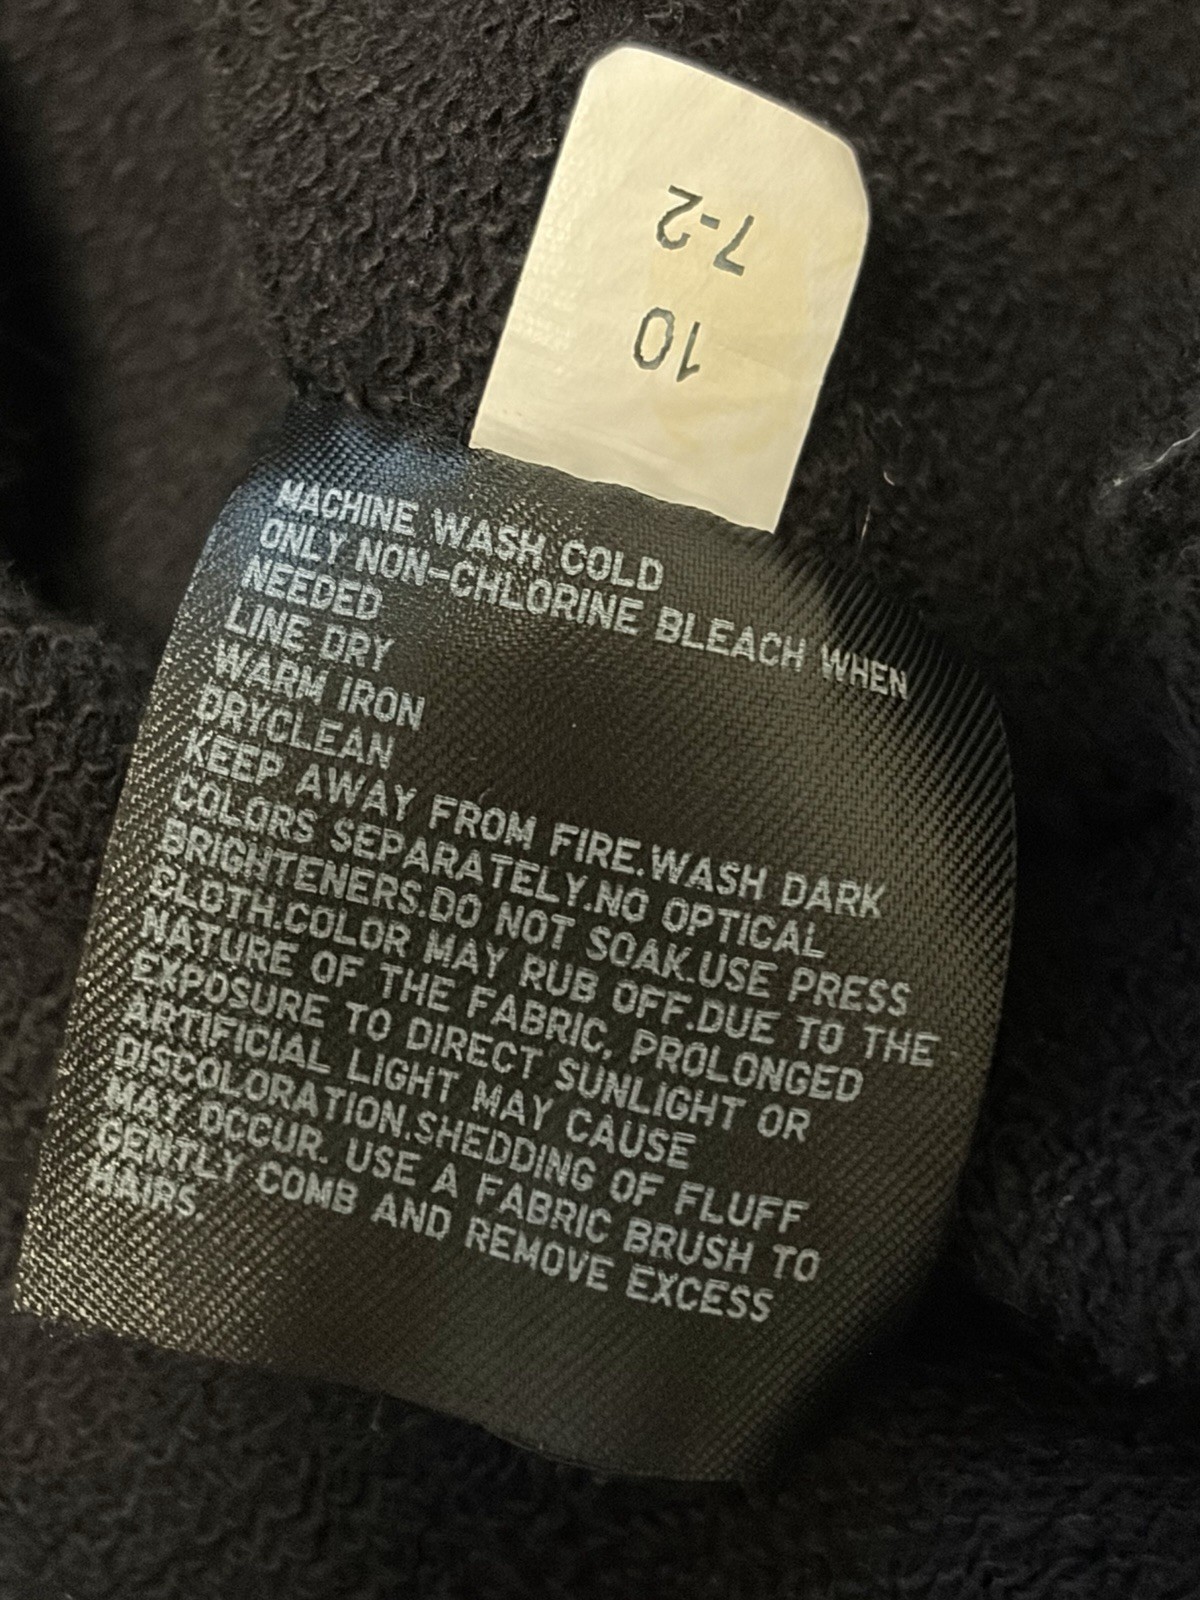 7-2
10
MACHINE WASH COLD
ONLY NON-CHLORINE BLEACH WHEN
NEEDED
LINE DRY
WARM IRON
DRYCLEAN
KEEP AWAY FROM FIRE.WASH DARK
COLORS SEPARATELY.NO OPTICAL
BRIGHTENERS.DO NOT SOAK.USE PRESS
CLOTH.COLOR MAY RUB OFF.DUE TO THE
NATURE OF THE FABRIC, PROLONGED
EXPOSURE TO DIRECT SUNLIGHT OR
ARTIFICIAL LIGHT MAY CAUSE
DISCOLORATION.SHEDDING OF FLUFF
MAY OCCUR. USE A FABRIC BRUSH TO
GENTLY COMB AND REMOVE EXCESS
HAIRS.